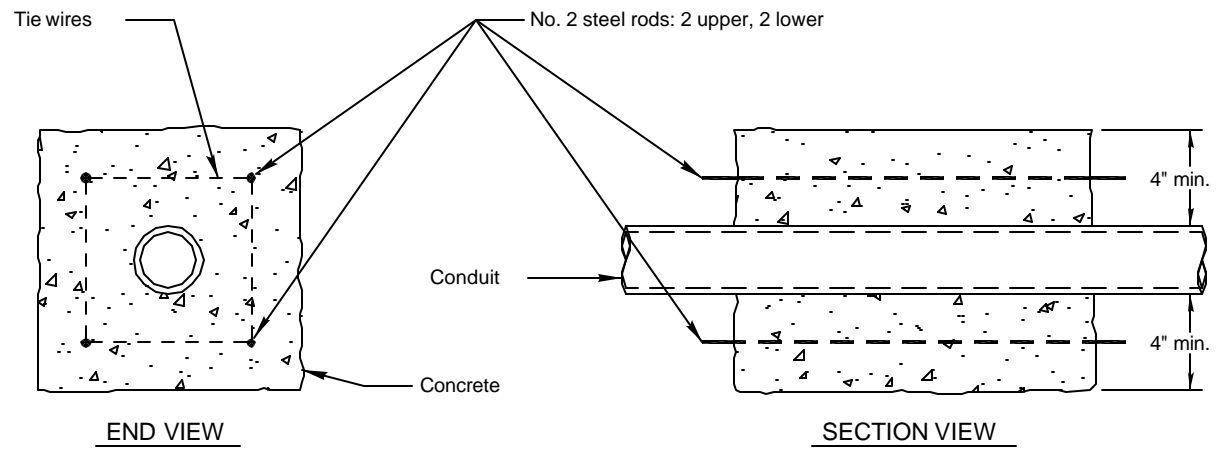 Tie wires
No. 2 steel rods: 2 upper, 2 lower
4" min.
Conduit
4" min.
Concrete
END VIEW
SECTION VIEW